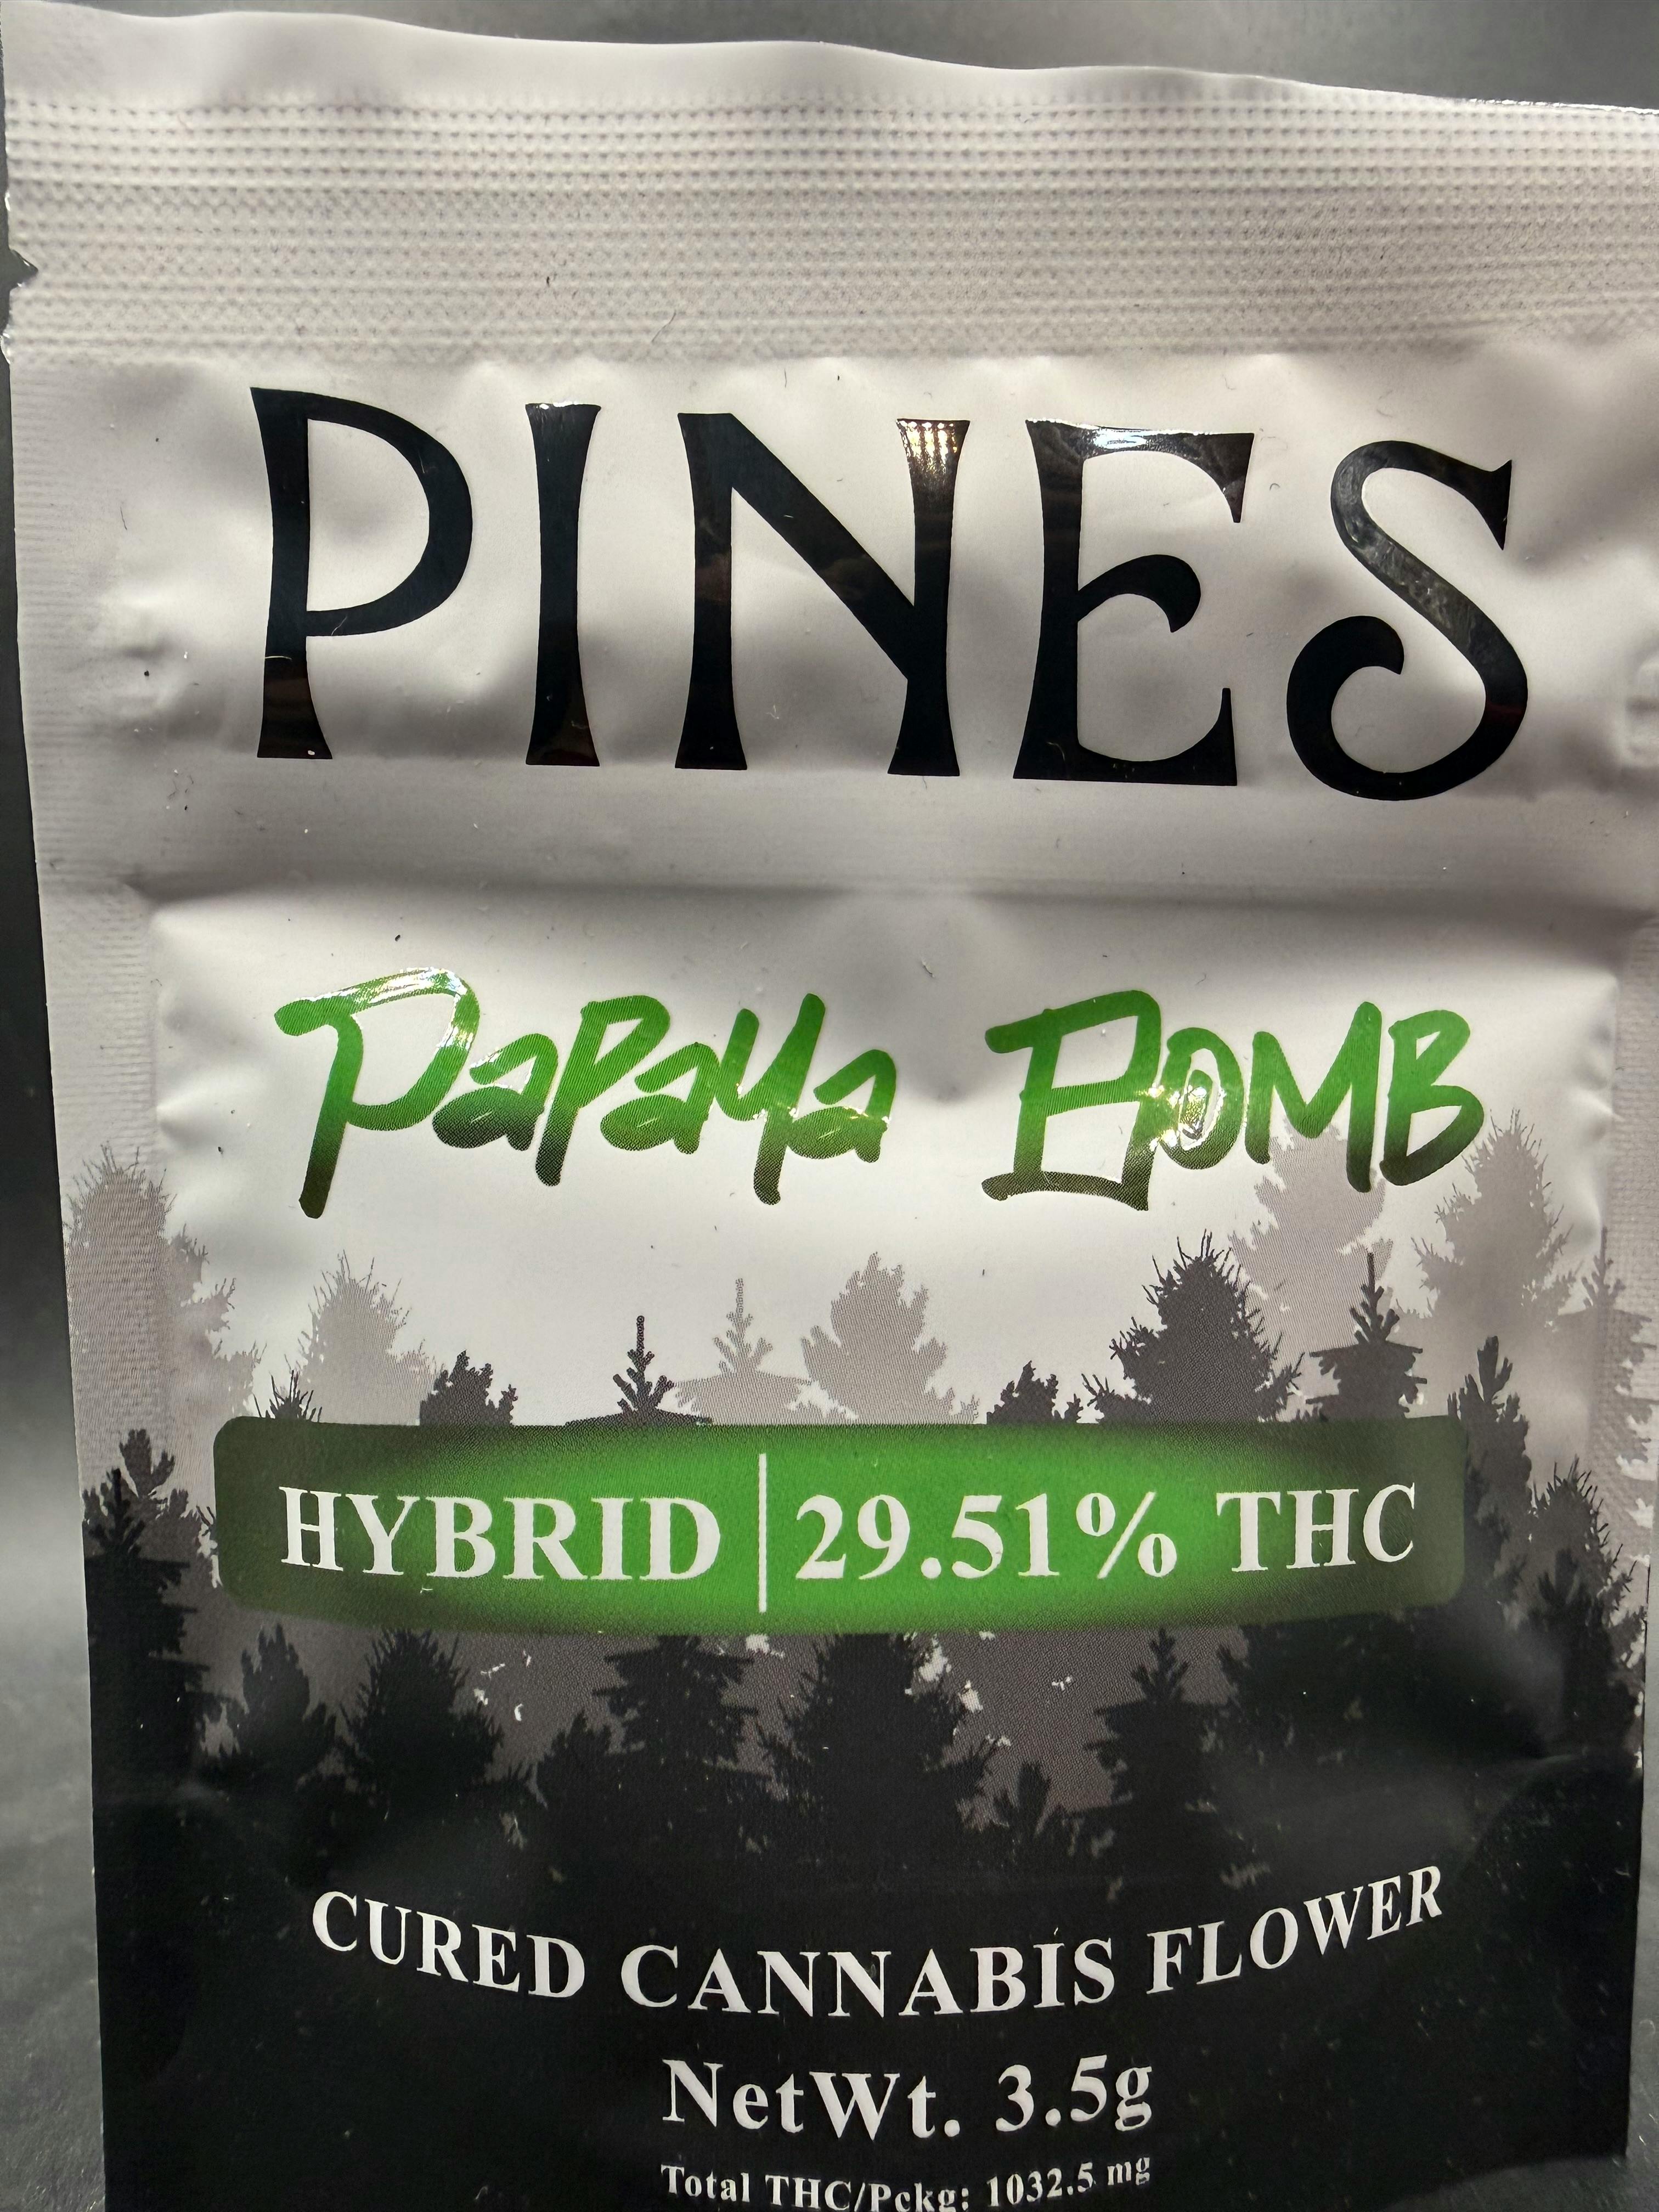 PINES
Papaya Bomb
HYBRID | 29.51% THC
CURED CANNABIS FLOWER
NetWt. 3.5g
Total THC/Pckg: 1032.5 mg